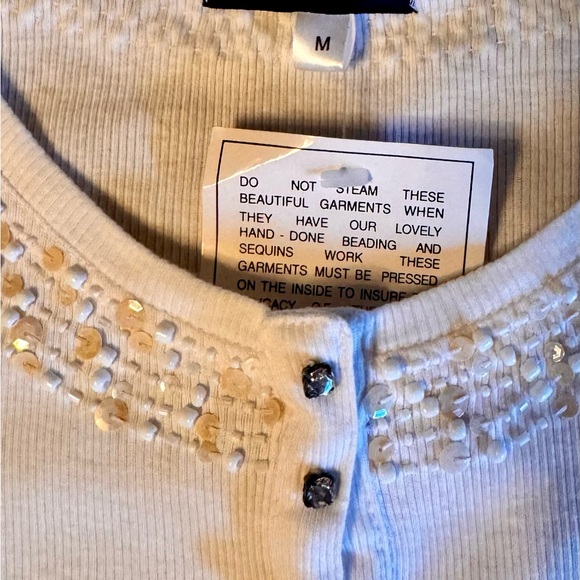 M
DO NOT STEAM THESE
BEAUTIFUL GARMENTS WHEN
THEY HAVE OUR LOVELY
HAND-DONE BEADING AND
SEQUINS WORK THESE
GARMENTS MUST BE PRESSED
ON THE INSIDE TO INSURE
OF